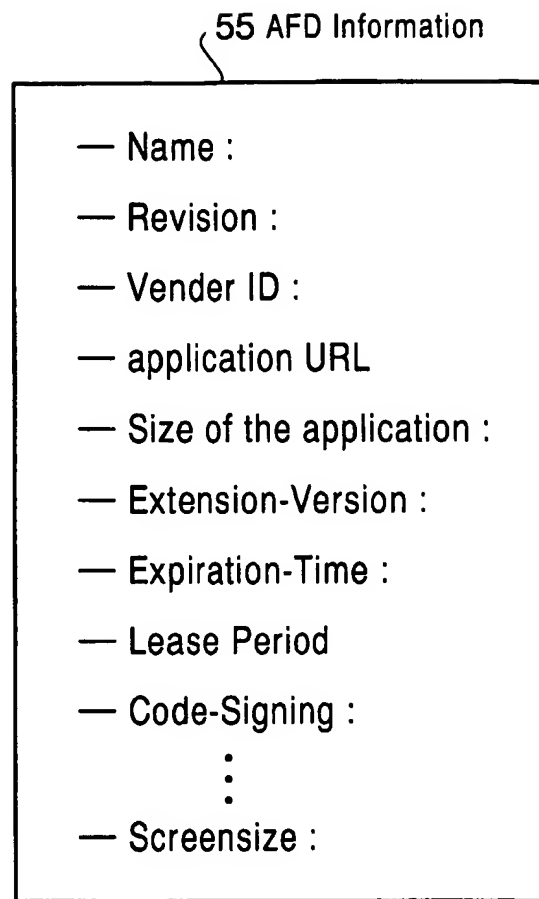 55 AFD Information
— Name :
— Revision :
— Vender ID :
— application URL
— Size of the application :
— Extension-Version :
— Expiration-Time :
— Lease Period
— Code-Signing :
⋮
— Screensize :